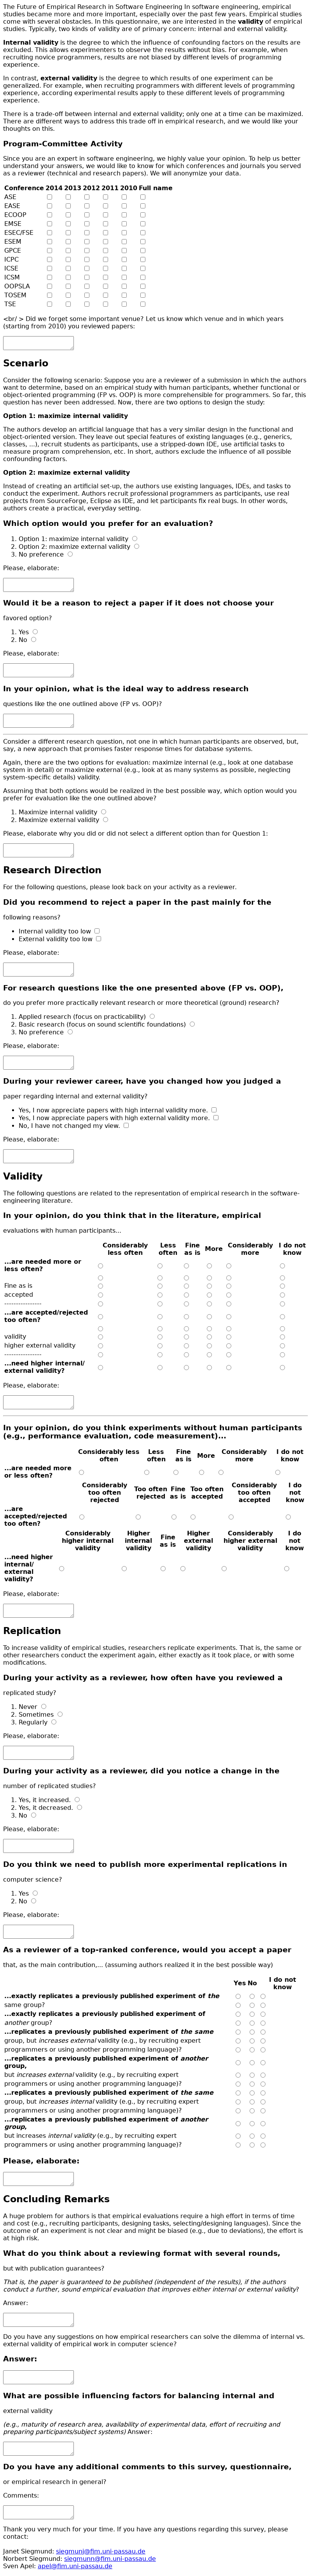 The Future of Empirical Research in Software Engineering In software engineering, empirical
studies became more and more important, especially over the past few years. Empirical studies
come with several obstacles. In this questionnaire, we are interested in the validity of empirical
studies. Typically, two kinds of validity are of primary concern: internal and external validity.
Internal validity is the degree to which the influence of confounding factors on the results are
excluded. This allows experimenters to observe the results without bias. For example, when
recruiting novice programmers, results are not biased by different levels of programming
experience.
In contrast, external validity is the degree to which results of one experiment can be
generalized. For example, when recruiting programmers with different levels of programming
experience, according experimental results apply to these different levels of programming
experience.
There is a trade-off between internal and external validity; only one at a time can be maximized.
There are different ways to address this trade off in empirical research, and we would like your
thoughts on this.
Program-Committee Activity
Since you are an expert in software engineering, we highly value your opinion. To help us better
understand your answers, we would like to know for which conferences and journals you served
as a reviewer (technical and research papers). We will anonymize your data.
Conference 2014 2013 2012 2011 2010 Full name
ASE
EASE
ECOOP
EMSE
ESEC/FSE
ESEM
GPCE
ICPC
ICSE
ICSM
OOPSLA
TOSEM
TSE
<br/ > Did we forget some important venue? Let us know which venue and in which years
(starting from 2010) you reviewed papers:
Scenario
Consider the following scenario: Suppose you are a reviewer of a submission in which the authors
want to determine, based on an empirical study with human participants, whether functional or
object-oriented programming (FP vs. OOP) is more comprehensible for programmers. So far, this
question has never been addressed. Now, there are two options to design the study:
Option 1: maximize internal validity
The authors develop an artificial language that has a very similar design in the functional and
object-oriented version. They leave out special features of existing languages (e.g., generics,
classes, ...), recruit students as participants, use a stripped-down IDE, use artificial tasks to
measure program comprehension, etc. In short, authors exclude the influence of all possible
confounding factors.
Option 2: maximize external validity
Instead of creating an artificial set-up, the authors use existing languages, IDEs, and tasks to
conduct the experiment. Authors recruit professional programmers as participants, use real
projects from SourceForge, Eclipse as IDE, and let participants fix real bugs. In other words,
authors create a practical, everyday setting.
Which option would you prefer for an evaluation?
1. Option 1: maximize internal validity
2. Option 2: maximize external validity
3. No preference
Please, elaborate:
Would it be a reason to reject a paper if it does not choose your
favored option?
1. Yes
2. No
Please, elaborate:
In your opinion, what is the ideal way to address research
questions like the one outlined above (FP vs. OOP)?
Consider a different research question, not one in which human participants are observed, but,
say, a new approach that promises faster response times for database systems.
Again, there are the two options for evaluation: maximize internal (e.g., look at one database
system in detail) or maximize external (e.g., look at as many systems as possible, neglecting
system-specific details) validity.
Assuming that both options would be realized in the best possible way, which option would you
prefer for evaluation like the one outlined above?
1. Maximize internal validity
2. Maximize external validity
Please, elaborate why you did or did not select a different option than for Question 1:
Research Direction
For the following questions, please look back on your activity as a reviewer.
Did you recommend to reject a paper in the past mainly for the
following reasons?
• Internal validity too low
• External validity too low
Please, elaborate:
For research questions like the one presented above (FP vs. OOP),
do you prefer more practically relevant research or more theoretical (ground) research?
1. Applied research (focus on practicability)
2. Basic research (focus on sound scientific foundations)
3. No preference
Please, elaborate:
During your reviewer career, have you changed how you judged a
paper regarding internal and external validity?
• Yes, I now appreciate papers with high internal validity more.
• Yes, I now appreciate papers with high external validity more.
• No, I have not changed my view.
Please, elaborate:
Validity
The following questions are related to the representation of empirical research in the software-
engineering literature.
In your opinion, do you think that in the literature, empirical
evaluations with human participants...
Considerably less often Less often Fine as is More Considerably more I do not know
...are needed more or less often?
Fine as is
accepted
----------------
...are accepted/rejected too often?
validity
higher external validity
----------------
...need higher internal/ external validity?
Please, elaborate:
In your opinion, do you think experiments without human participants
(e.g., performance evaluation, code measurement)...
Considerably less often Less often Fine as is More Considerably more I do not know
...are needed more or less often?
Considerably too often rejected Too often rejected Fine as is Too often accepted Considerably too often accepted I do not know
...are accepted/rejected too often?
Considerably higher internal validity Higher internal validity Fine as is Higher external validity Considerably higher external validity I do not know
...need higher internal/ external validity?
Please, elaborate:
Replication
To increase validity of empirical studies, researchers replicate experiments. That is, the same or
other researchers conduct the experiment again, either exactly as it took place, or with some
modifications.
During your activity as a reviewer, how often have you reviewed a
replicated study?
1. Never
2. Sometimes
3. Regularly
Please, elaborate:
During your activity as a reviewer, did you notice a change in the
number of replicated studies?
1. Yes, it increased.
2. Yes, it decreased.
3. No
Please, elaborate:
Do you think we need to publish more experimental replications in
computer science?
1. Yes
2. No
Please, elaborate:
As a reviewer of a top-ranked conference, would you accept a paper
that, as the main contribution,... (assuming authors realized it in the best possible way)
Yes No I do not know
...exactly replicates a previously published experiment of the
same group?
...exactly replicates a previously published experiment of
another group?
...replicates a previously published experiment of the same
group, but increases external validity (e.g., by recruiting expert
programmers or using another programming language)?
...replicates a previously published experiment of another
group,
but increases external validity (e.g., by recruiting expert
programmers or using another programming language)?
...replicates a previously published experiment of the same
group, but increases internal validity (e.g., by recruiting expert
programmers or using another programming language)?
...replicates a previously published experiment of another
group,
but increases internal validity (e.g., by recruiting expert
programmers or using another programming language)?
Please, elaborate:
Concluding Remarks
A huge problem for authors is that empirical evaluations require a high effort in terms of time
and cost (e.g., recruiting participants, designing tasks, selecting/designing languages). Since the
outcome of an experiment is not clear and might be biased (e.g., due to deviations), the effort is
at high risk.
What do you think about a reviewing format with several rounds,
but with publication guarantees?
That is, the paper is guaranteed to be published (independent of the results), if the authors
conduct a further, sound empirical evaluation that improves either internal or external validity?
Answer:
Do you have any suggestions on how empirical researchers can solve the dilemma of internal vs.
external validity of empirical work in computer science?
Answer:
What are possible influencing factors for balancing internal and
external validity
(e.g., maturity of research area, availability of experimental data, effort of recruiting and
preparing participants/subject systems) Answer:
Do you have any additional comments to this survey, questionnaire,
or empirical research in general?
Comments:
Thank you very much for your time. If you have any questions regarding this survey, please
contact:
Janet Siegmund: siegmunj@fim.uni-passau.de
Norbert Siegmund: siegmunn@fim.uni-passau.de
Sven Apel: apel@fim.uni-passau.de